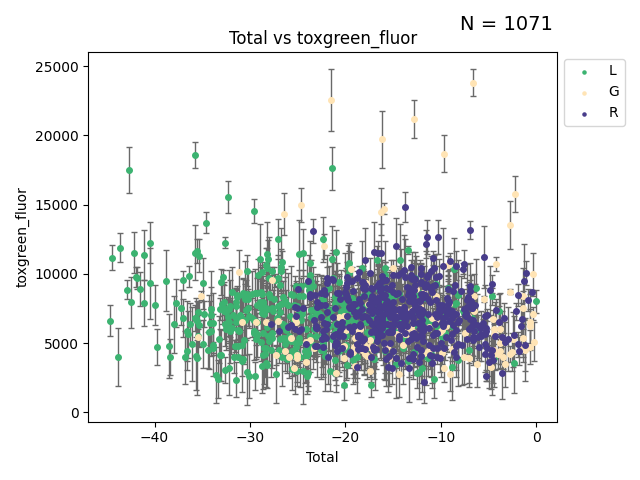 N = 1071
Total vs toxgreen_fluor
L
G
R
toxgreen_fluor
25000
20000
15000
10000
5000
0
−40
−30
−20
−10
0
Total